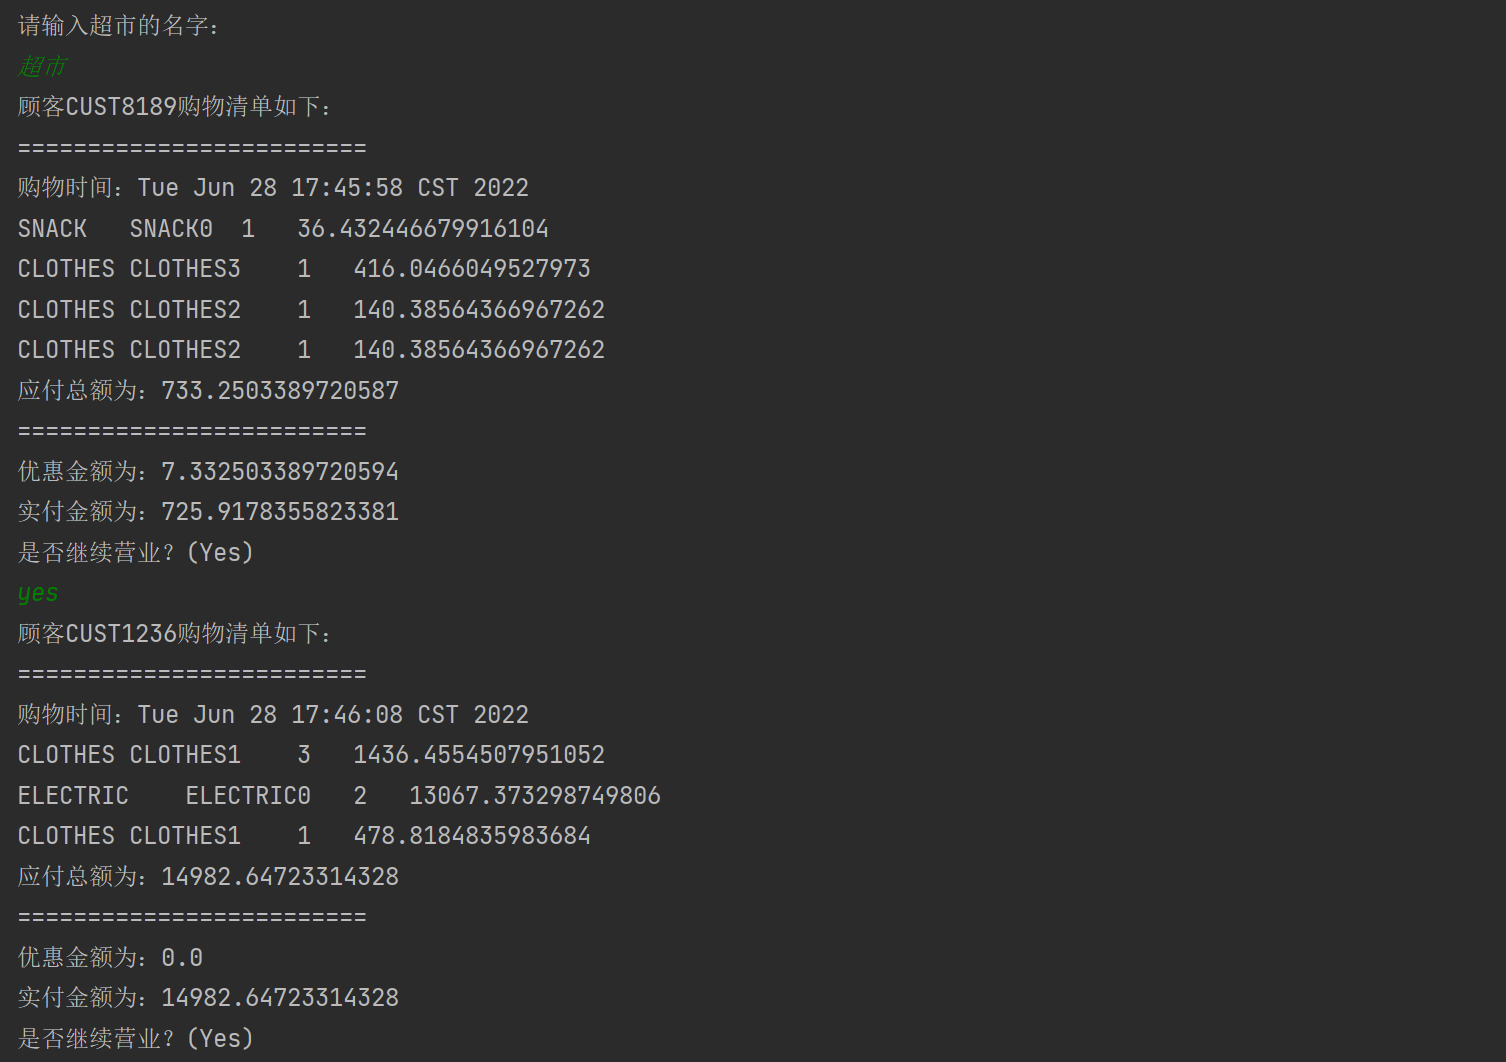 请输入超市的名字：
超市
顾客CUST8189购物清单如下：
=========================
购物时间：Tue Jun 28 17:45:58 CST 2022
SNACK   SNACK0  1   36.432446679916104
CLOTHES CLOTHES3    1   416.0466049527973
CLOTHES CLOTHES2    1   140.38564366967262
CLOTHES CLOTHES2    1   140.38564366967262
应付总额为：733.2503389720587
=========================
优惠金额为：7.332503389720594
实付金额为：725.9178355823381
是否继续营业？(Yes)
yes
顾客CUST1236购物清单如下：
=========================
购物时间：Tue Jun 28 17:46:08 CST 2022
CLOTHES CLOTHES1    3   1436.4554507951052
ELECTRIC    ELECTRIC0   2   13067.373298749806
CLOTHES CLOTHES1    1   478.8184835983684
应付总额为：14982.64723314328
=========================
优惠金额为：0.0
实付金额为：14982.64723314328
是否继续营业？(Yes)